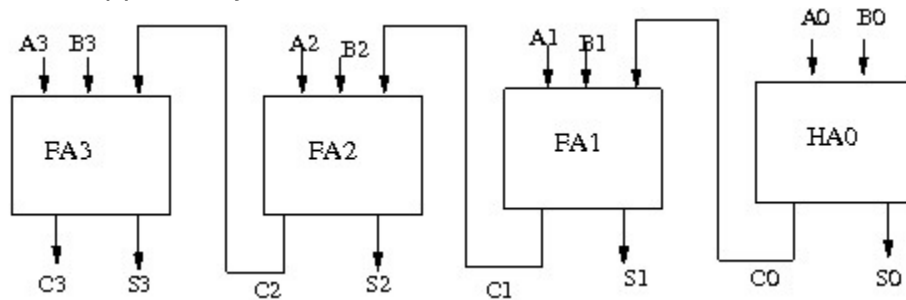 A3 B3 A2 B2 A1 B1 A0 B0
FA3 FA2 FA1 HA0
C3 S3 C2 S2 C1 S1 C0 S0